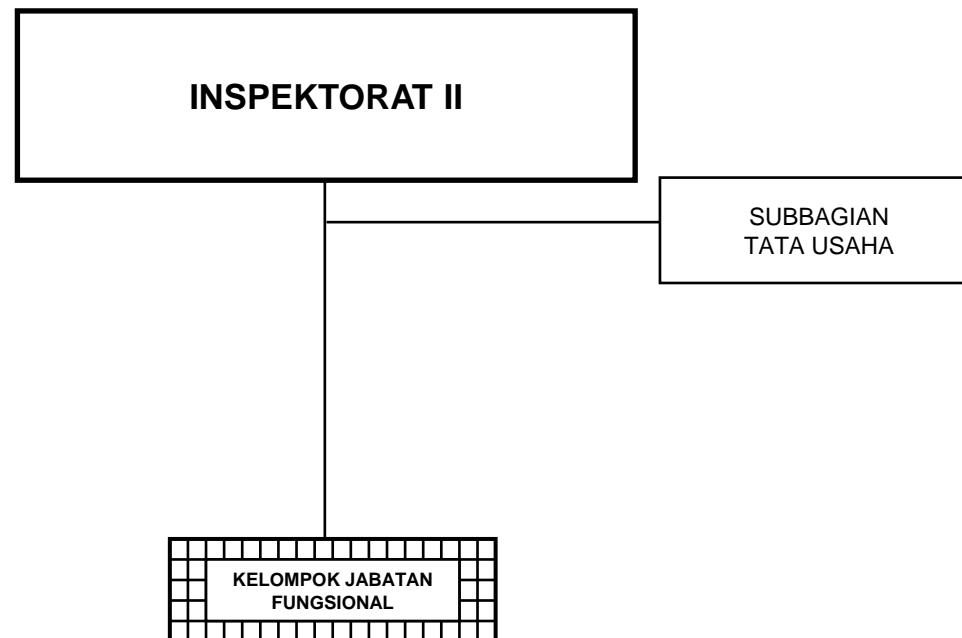 INSPEKTORAT II
SUBBAGIAN
TATA USAHA
KELOMPOK JABATAN
FUNGSIONAL